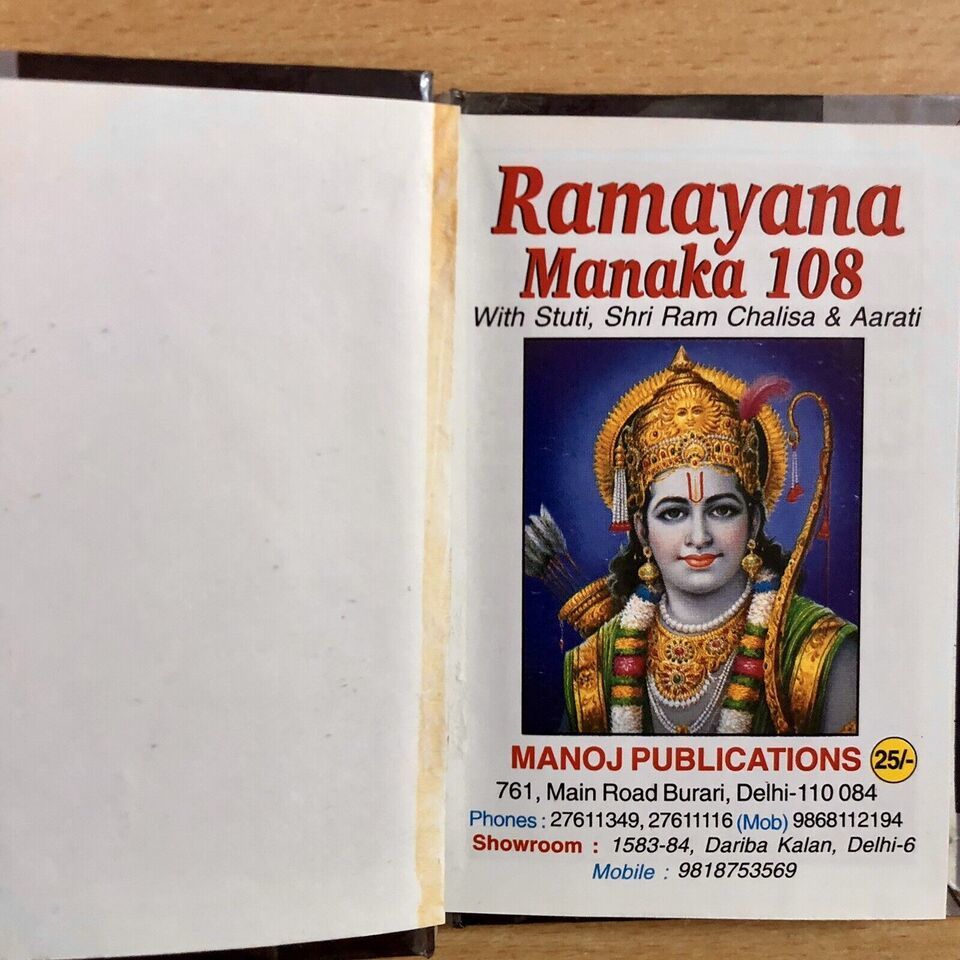 Ramayana
Manaka 108
With Stuti, Shri Ram Chalisa & Aarati
MANOJ PUBLICATIONS 25/-
761, Main Road Burari, Delhi-110 084
Phones : 27611349, 27611116 (Mob) 9868112194
Showroom : 1583-84, Dariba Kalan, Delhi-6
Mobile : 9818753569